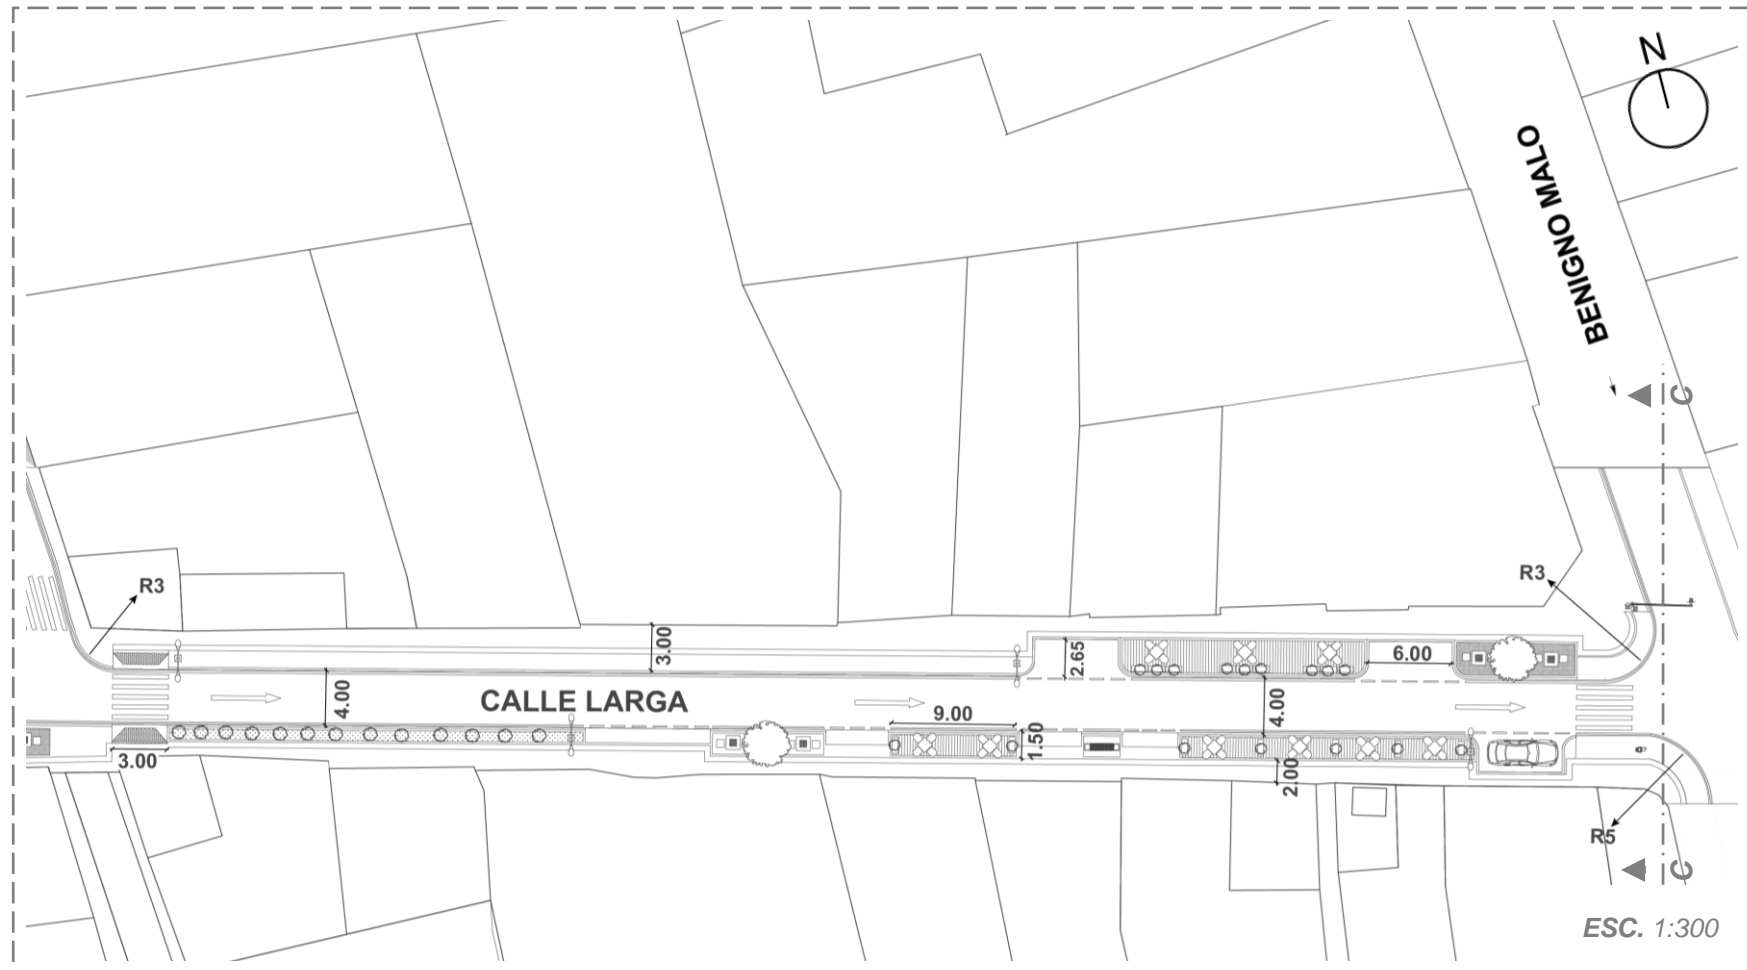 N
BENIGNO MALO
C
R3
R3
3.00
2.65
6.00
4.00
CALLE LARGA
4.00
9.00
1.50
3.00
2.00
R5
C
ESC. 1:300